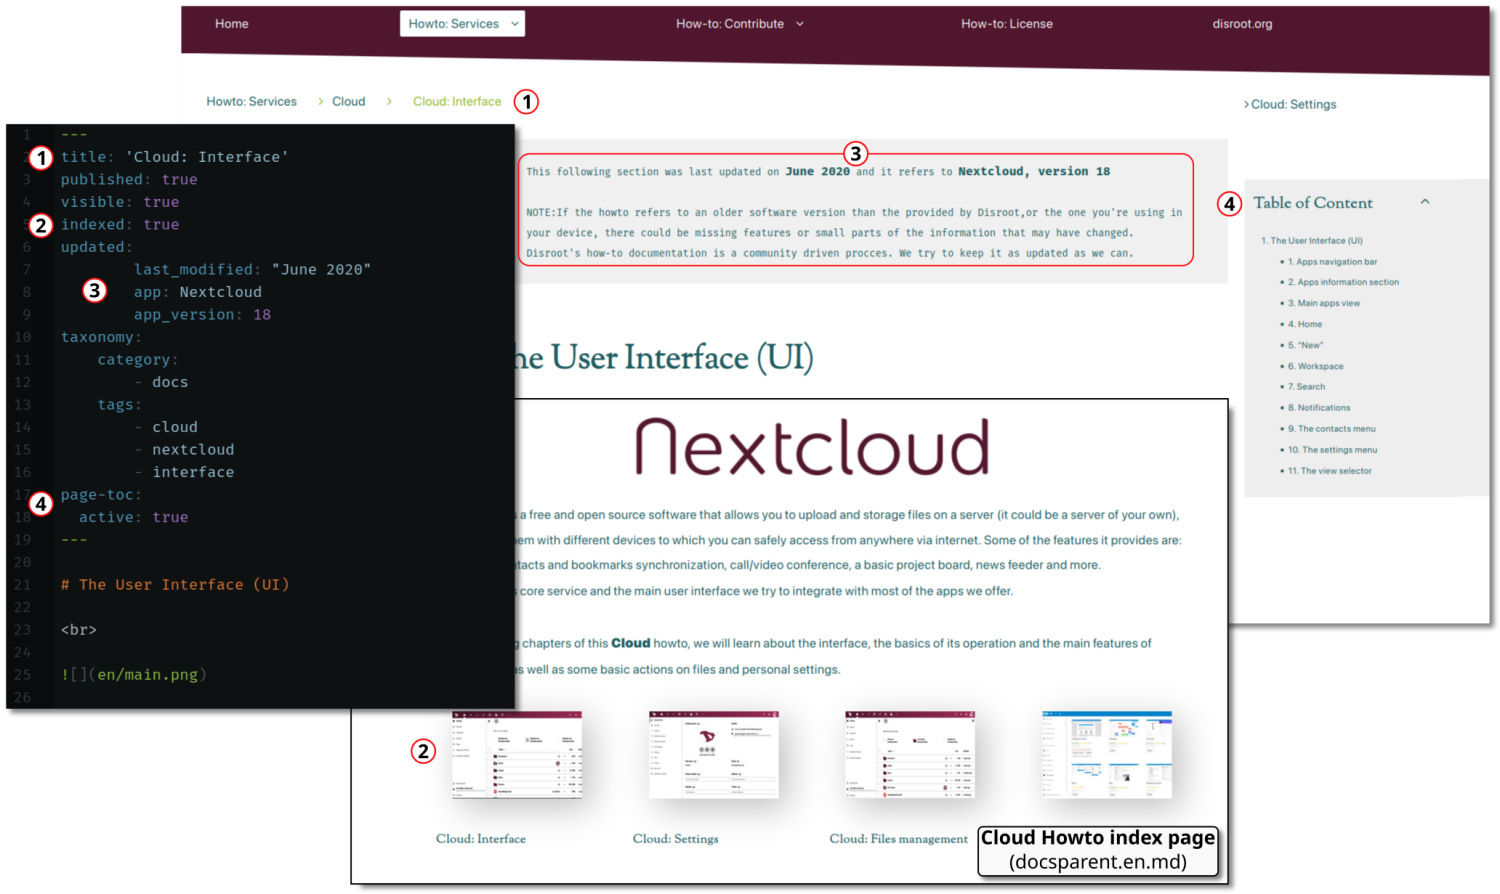 Home
Howto: Services
How-to: Contribute
How-to: License
disroot.org
Howto: Services > Cloud > Cloud: Interface 1
> Cloud: Settings
1 ---
1 title: 'Cloud: Interface'
3 published: true
4 visible: true
2 indexed: true
6 updated:
7 last_modified: "June 2020"
8 app: Nextcloud
3
9 app_version: 18
10 taxonomy:
11 category:
12 - docs
13 tags:
14 - cloud
15 - nextcloud
16 - interface
17 page-toc:
4
18 active: true
19 ---
20
21 # The User Interface (UI)
22
23 <br>
24
25 ![](en/main.png)
26
3
This following section was last updated on June 2020 and it refers to Nextcloud, version 18
NOTE:If the howto refers to an older software version than the provided by Disroot,or the one you're using in
your device, there could be missing features or small parts of the information that may have changed.
Disroot's how-to documentation is a community driven procces. We try to keep it as updated as we can.
4 Table of Content
1. The User Interface (UI)
▪ 1. Apps navigation bar
▪ 2. Apps information section
▪ 3. Main apps view
▪ 4. Home
▪ 5. "New"
▪ 6. Workspace
▪ 7. Search
▪ 8. Notifications
▪ 9. The contacts menu
▪ 10. The settings menu
▪ 11. The view selector
he User Interface (UI)
Nextcloud
s a free and open source software that allows you to upload and storage files on a server (it could be a server of your own),
em with different devices to which you can safely access from anywhere via internet. Some of the features it provides are:
ntacts and bookmarks synchronization, call/video conference, a basic project board, news feeder and more.
s core service and the main user interface we try to integrate with most of the apps we offer.
g chapters of this Cloud howto, we will learn about the interface, the basics of its operation and the main features of
as well as some basic actions on files and personal settings.
2
Cloud: Interface
Cloud: Settings
Cloud: Files management
Cloud Howto index page
(docsparent.en.md)